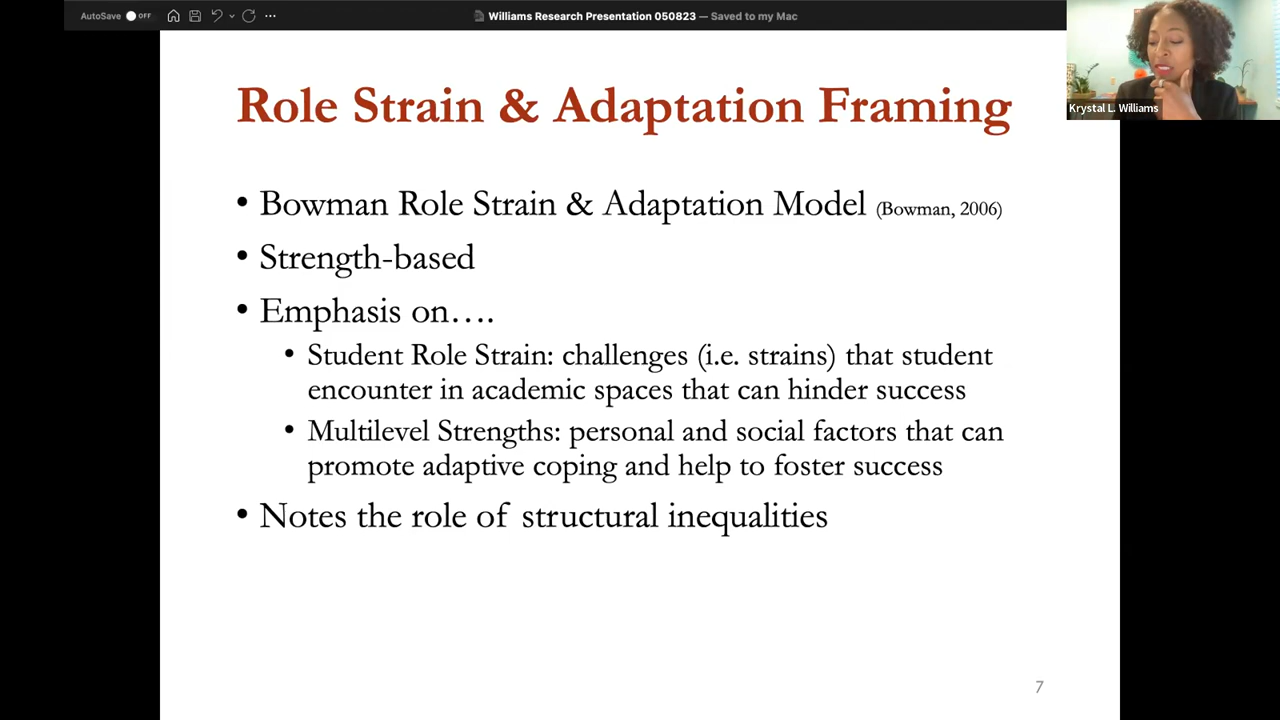 AutoSave OFF
Williams Research Presentation 050823 — Saved to my Mac
Krystal L. Williams
Role Strain & Adaptation Framing
• Bowman Role Strain & Adaptation Model (Bowman, 2006)
• Strength-based
• Emphasis on….
• Student Role Strain: challenges (i.e. strains) that student
encounter in academic spaces that can hinder success
• Multilevel Strengths: personal and social factors that can
promote adaptive coping and help to foster success
• Notes the role of structural inequalities
7